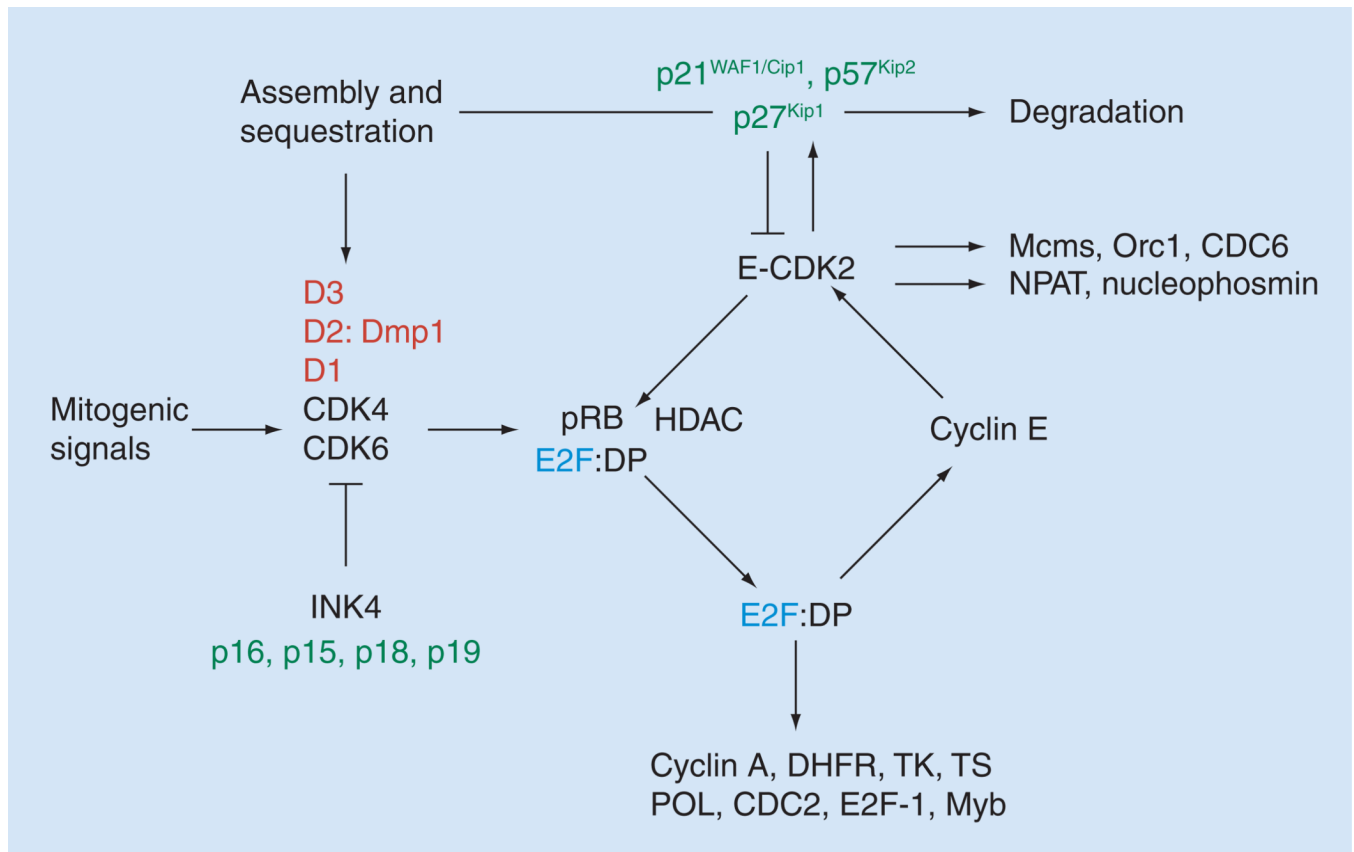 p21WAF1/Cip1, p57Kip2
Assembly and
sequestration
p27Kip1
Degradation
Mcms, Orc1, CDC6
E-CDK2
NPAT, nucleophosmin
D3
D2: Dmp1
D1
Mitogenic
signals
CDK4
CDK6
pRB HDAC
E2F:DP
Cyclin E
INK4
p16, p15, p18, p19
E2F:DP
Cyclin A, DHFR, TK, TS
POL, CDC2, E2F-1, Myb